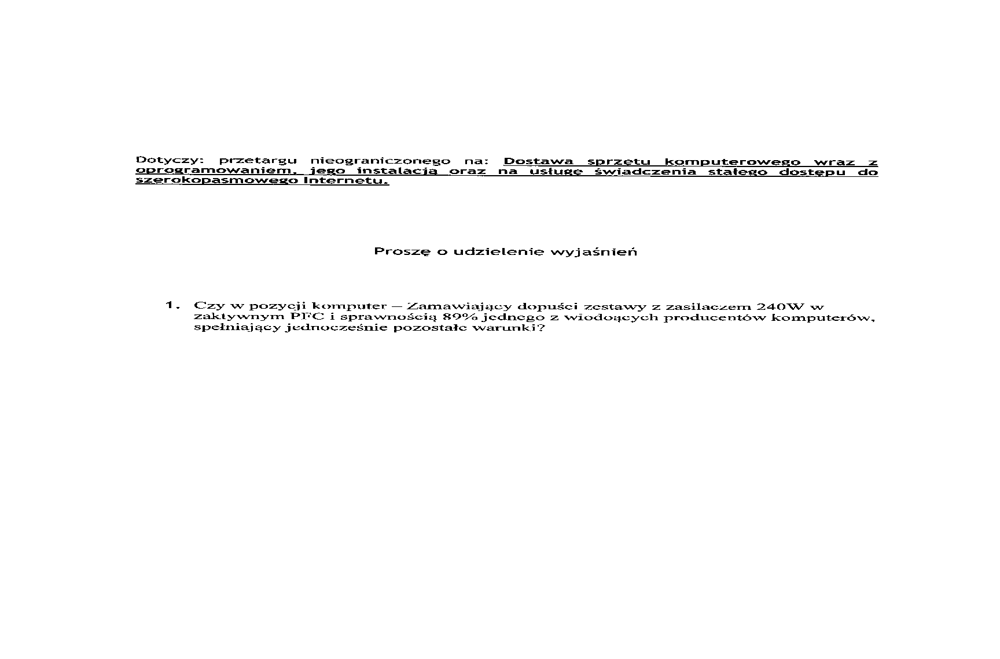 Dotyczy: przetargu nieograniczonego na: Dostawa sprzętu komputerowego wraz z
oprogramowaniem, jego instalacją oraz na usługę świadczenia stałego dostępu do
szerokopasmowego Internetu.
Proszę o udzielenie wyjaśnień
1. Czy w pozycji komputer – Zamawiający dopuści zestawy z zasilaczem 240W w
zaktywnym PFC i sprawnością 89% jednego z wiodoących producentów komputerów,
spełniający jednocześnie pozostałe warunki?